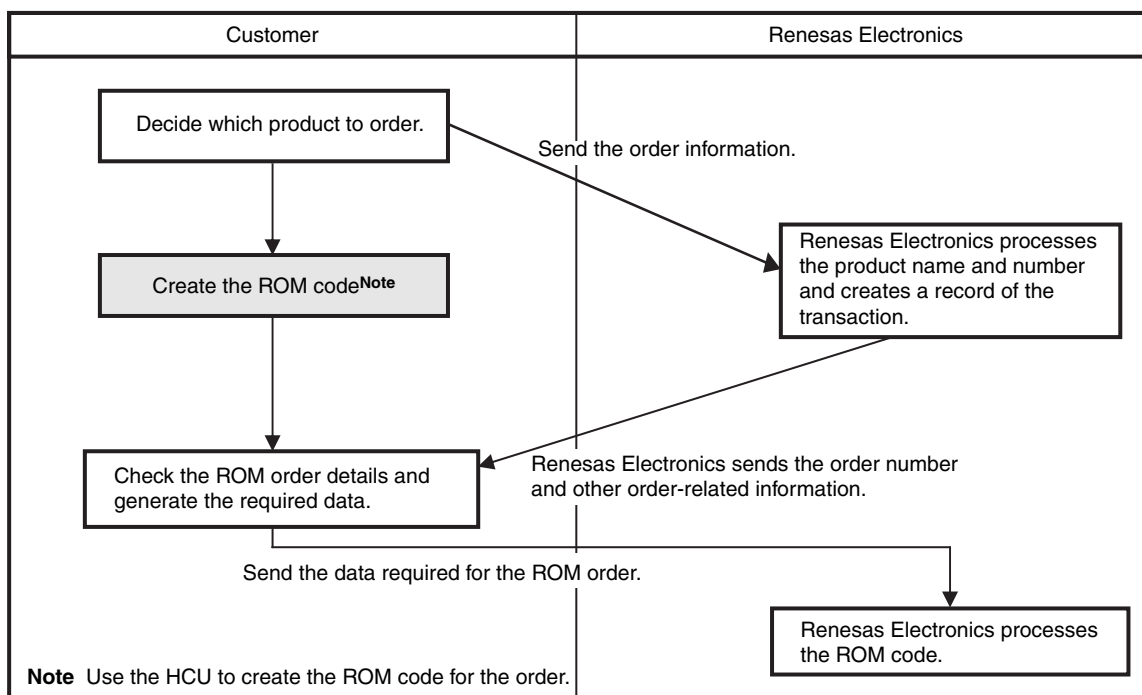 Customer
Renesas Electronics
Decide which product to order.
Send the order information.
Renesas Electronics processes
the product name and number
and creates a record of the
transaction.
Create the ROM codeNote
Check the ROM order details and
generate the required data.
Renesas Electronics sends the order number
and other order-related information.
Send the data required for the ROM order.
Renesas Electronics processes
the ROM code.
Note Use the HCU to create the ROM code for the order.